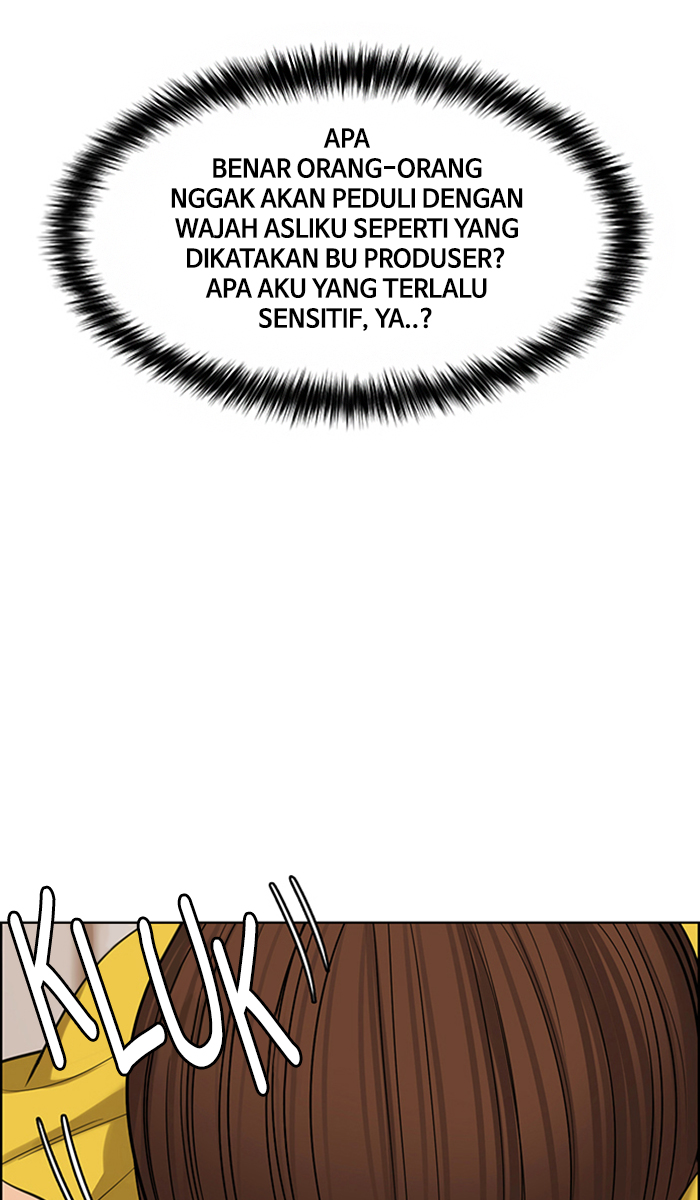 APA
BENAR ORANG-ORANG
NGGAK AKAN PEDULI DENGAN
WAJAH ASLIKU SEPERTI YANG
DIKATAKAN BU PRODUSER?
APA AKU YANG TERLALU
SENSITIF, YA..?
KLUK